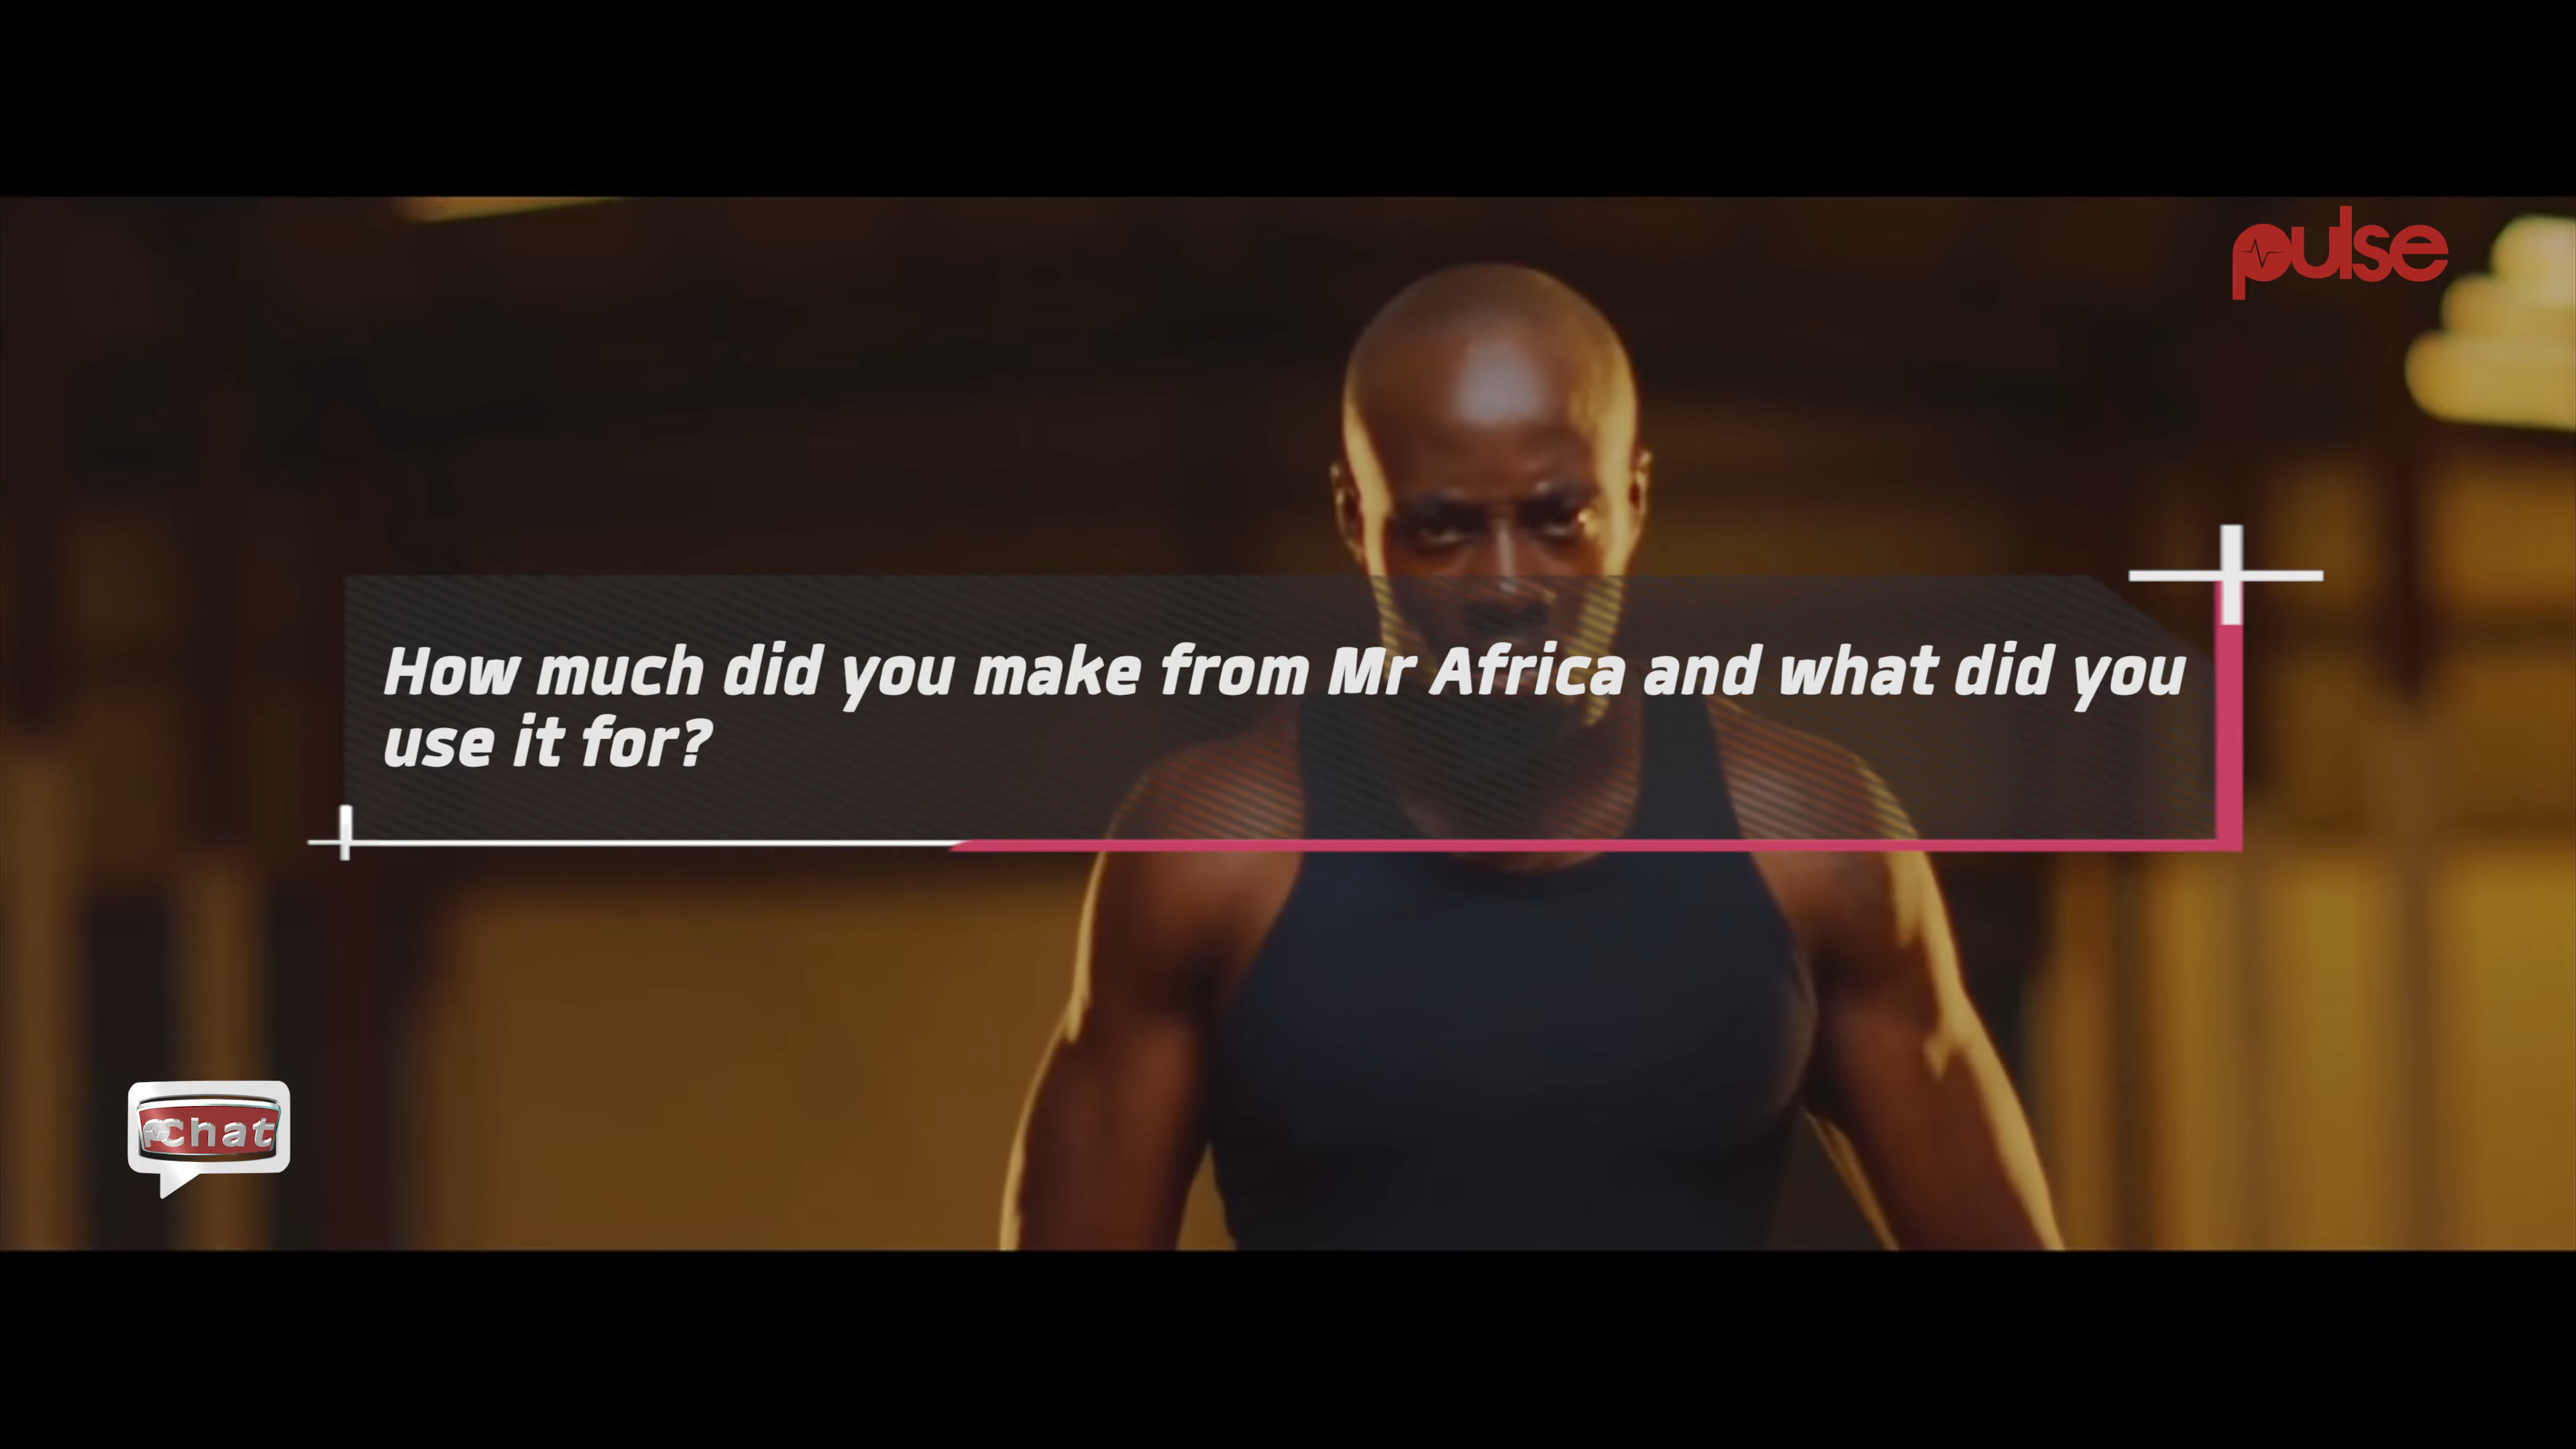 pulse
How much did you make from Mr Africa and what did you
use it for?
Chat